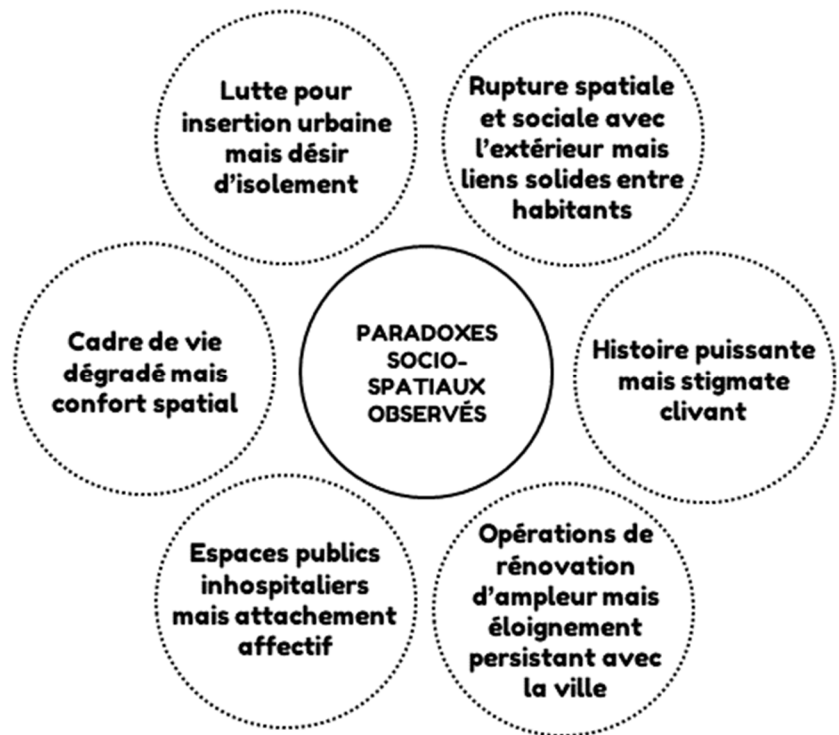 Lutte pour
insertion urbaine
mais désir
d'isolement
Rupture spatiale
et sociale avec
l'extérieur mais
liens solides entre
habitants
Cadre de vie
dégradé mais
confort spatial
PARADOXES
SOCIO-
SPATIAUX
OBSERVÉS
Histoire puissante
mais stigmate
clivant
Espaces publics
inhospitaliers
mais attachement
affectif
Opérations de
rénovation
d'ampleur mais
éloignement
persistant avec
la ville